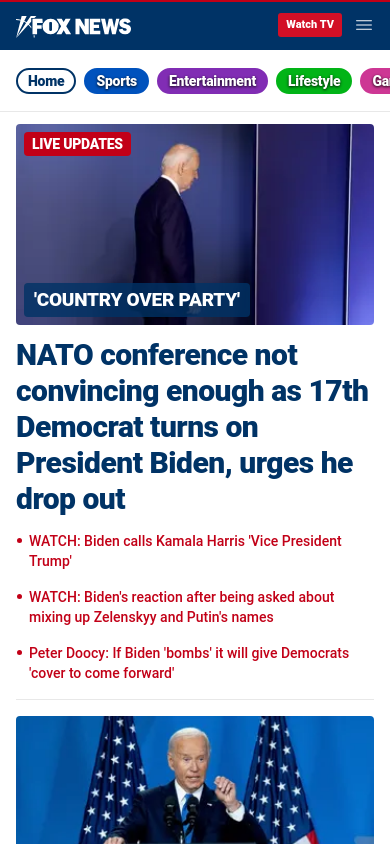 FOX NEWS
Watch TV
Home
Sports
Entertainment
Lifestyle
LIVE UPDATES
'COUNTRY OVER PARTY'
NATO conference not
convincing enough as 17th
Democrat turns on
President Biden, urges he
drop out
• WATCH: Biden calls Kamala Harris 'Vice President
Trump'
• WATCH: Biden's reaction after being asked about
mixing up Zelenskyy and Putin's names
• Peter Doocy: If Biden 'bombs' it will give Democrats
'cover to come forward'